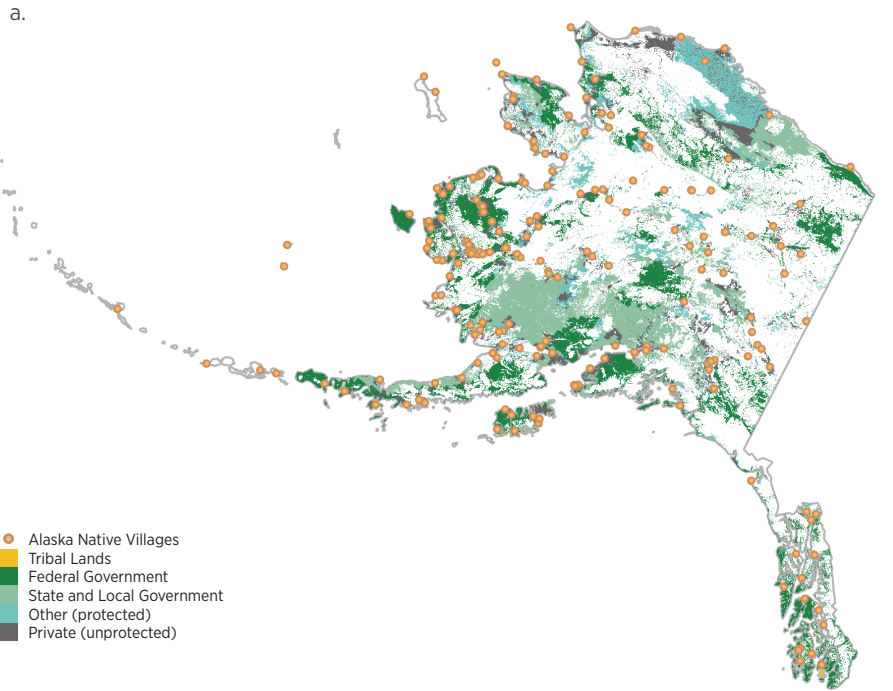 a.
Alaska Native Villages
Tribal Lands
Federal Government
State and Local Government
Other (protected)
Private (unprotected)